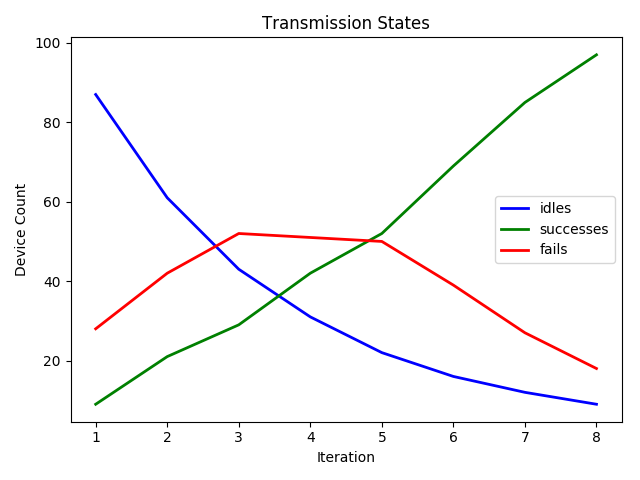 Transmission States
Device Count
100
80
60
40
20
idles
successes
fails
1 2 3 4 5 6 7 8
Iteration